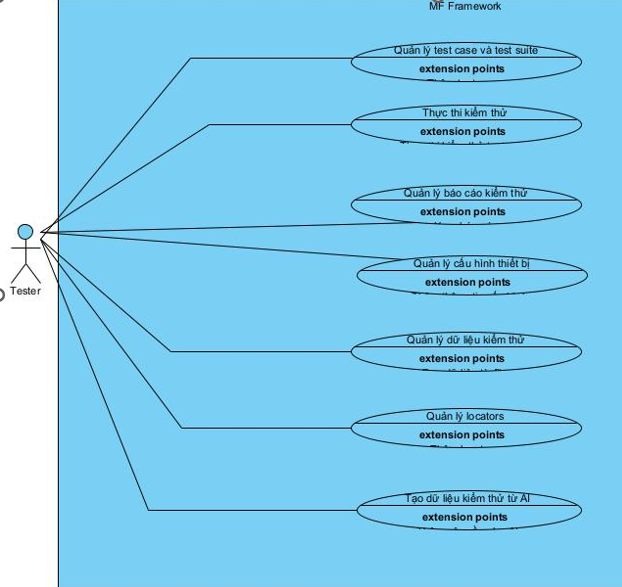 MF Framework
Quản lý test case và test suite
extension points
Thực thi kiểm thử
extension points
Quản lý báo cáo kiểm thử
extension points
Quản lý cấu hình thiết bị
extension points
Tester
Quản lý dữ liệu kiểm thử
extension points
Quản lý locators
extension points
Tạo dữ liệu kiểm thử từ AI
extension points